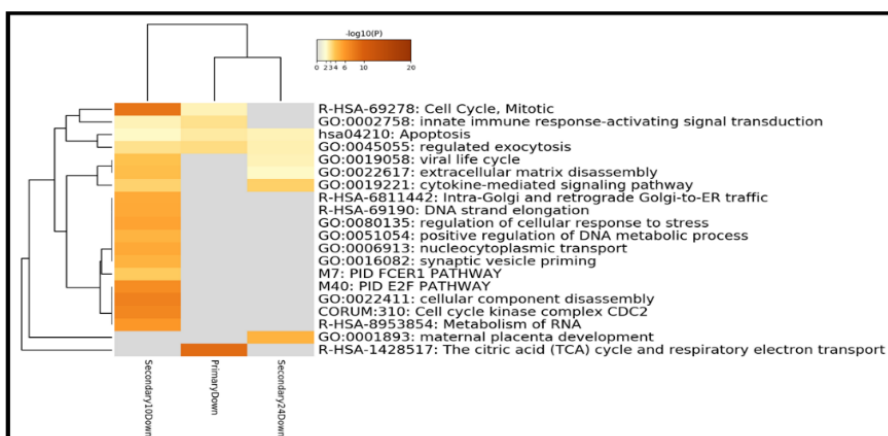 -log10(P)
0 2 3 4 6 10 20
R-HSA-69278: Cell Cycle, Mitotic
GO:0002758: innate immune response-activating signal transduction
hsa04210: Apoptosis
GO:0045055: regulated exocytosis
GO:0019058: viral life cycle
GO:0022617: extracellular matrix disassembly
GO:0019221: cytokine-mediated signaling pathway
R-HSA-6811442: Intra-Golgi and retrograde Golgi-to-ER traffic
R-HSA-69190: DNA strand elongation
GO:0080135: regulation of cellular response to stress
GO:0051054: positive regulation of DNA metabolic process
GO:0006913: nucleocytoplasmic transport
GO:0016082: synaptic vesicle priming
M7: PID FCER1 PATHWAY
M40: PID E2F PATHWAY
GO:0022411: cellular component disassembly
CORUM:310: Cell cycle kinase complex CDC2
R-HSA-8953854: Metabolism of RNA
GO:0001893: maternal placenta development
R-HSA-1428517: The citric acid (TCA) cycle and respiratory electron transport
Secondary10Down
PrimaryDown
Secondary24Down